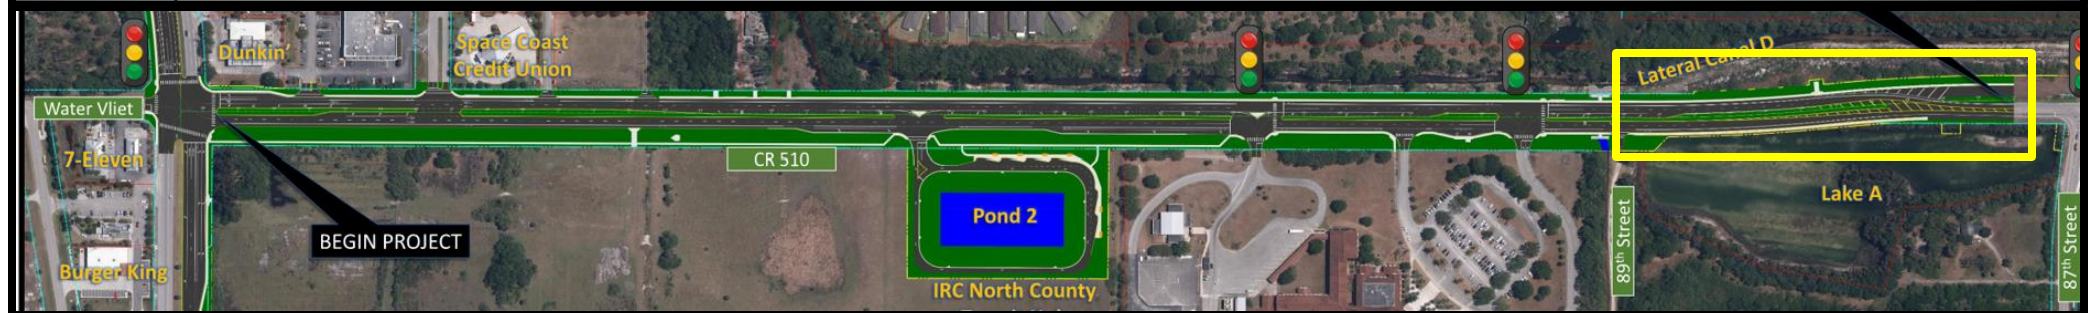 Dunkin'
Space Coast
Credit Union
Lateral Canal D
Water Vliet
7-Eleven
CR 510
Lake A
Pond 2
BEGIN PROJECT
89th Street
87th Street
Burger King
IRC North County